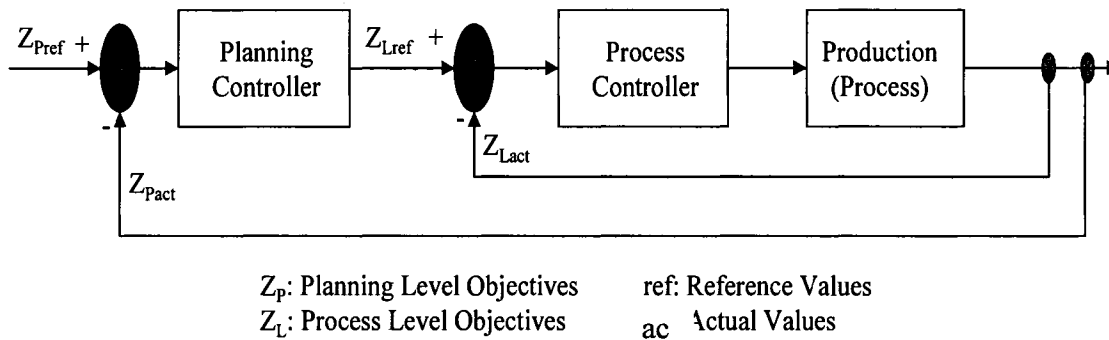 Z_Pref +
Planning
Controller
Z_Lref +
Process
Controller
Production
(Process)
-
-
Z_Lact
Z_Pact
Z_P: Planning Level Objectives ref: Reference Values
Z_L: Process Level Objectives ac Actual Values